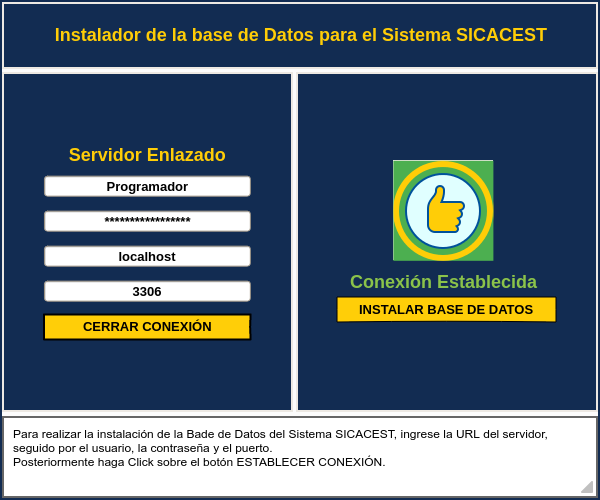 Instalador de la base de Datos para el Sistema SICACEST
Servidor Enlazado
Programador
*****************
localhost
3306
CERRAR CONEXIÓN
Conexión Establecida
INSTALAR BASE DE DATOS
Para realizar la instalación de la Bade de Datos del Sistema SICACEST, ingrese la URL del servidor,
seguido por el usuario, la contraseña y el puerto.
Posteriormente haga Click sobre el botón ESTABLECER CONEXIÓN.